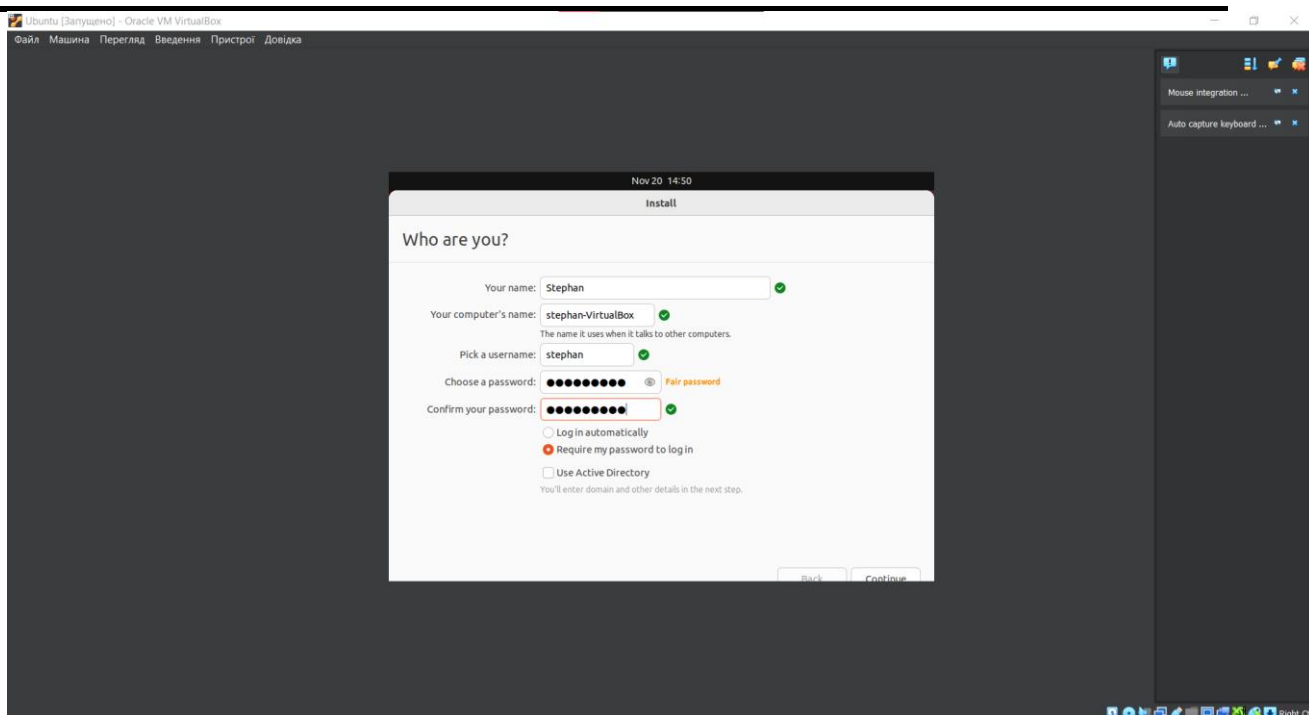 Ubuntu [Запущено] - Oracle VM VirtualBox
Файл Машина Перегляд Введення Пристрої Довідка
Mouse integration ...
Auto capture keyboard ...
Nov 20 14:50
Install
Who are you?
Your name: Stephan
Your computer's name: stephan-VirtualBox
The name it uses when it talks to other computers.
Pick a username: stephan
Choose a password: ●●●●●●●●● Fair password
Confirm your password: ●●●●●●●●●
Log in automatically
Require my password to log in
Use Active Directory
You'll enter domain and other details in the next step.
Back Continue
Right